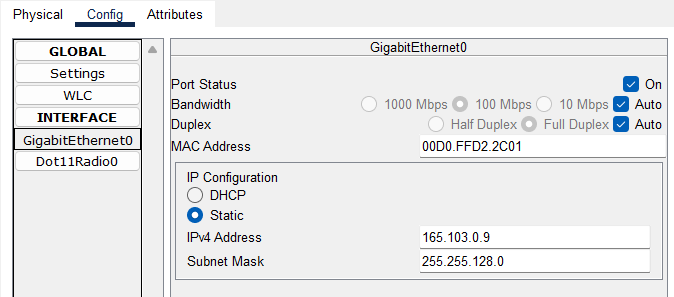 Physical Config Attributes
GLOBAL
Settings
WLC
INTERFACE
GigabitEthernet0
Dot11Radio0
GigabitEthernet0
Port Status On
Bandwidth 1000 Mbps 100 Mbps 10 Mbps Auto
Duplex Half Duplex Full Duplex Auto
MAC Address 00D0.FFD2.2C01
IP Configuration
DHCP
Static
IPv4 Address 165.103.0.9
Subnet Mask 255.255.128.0